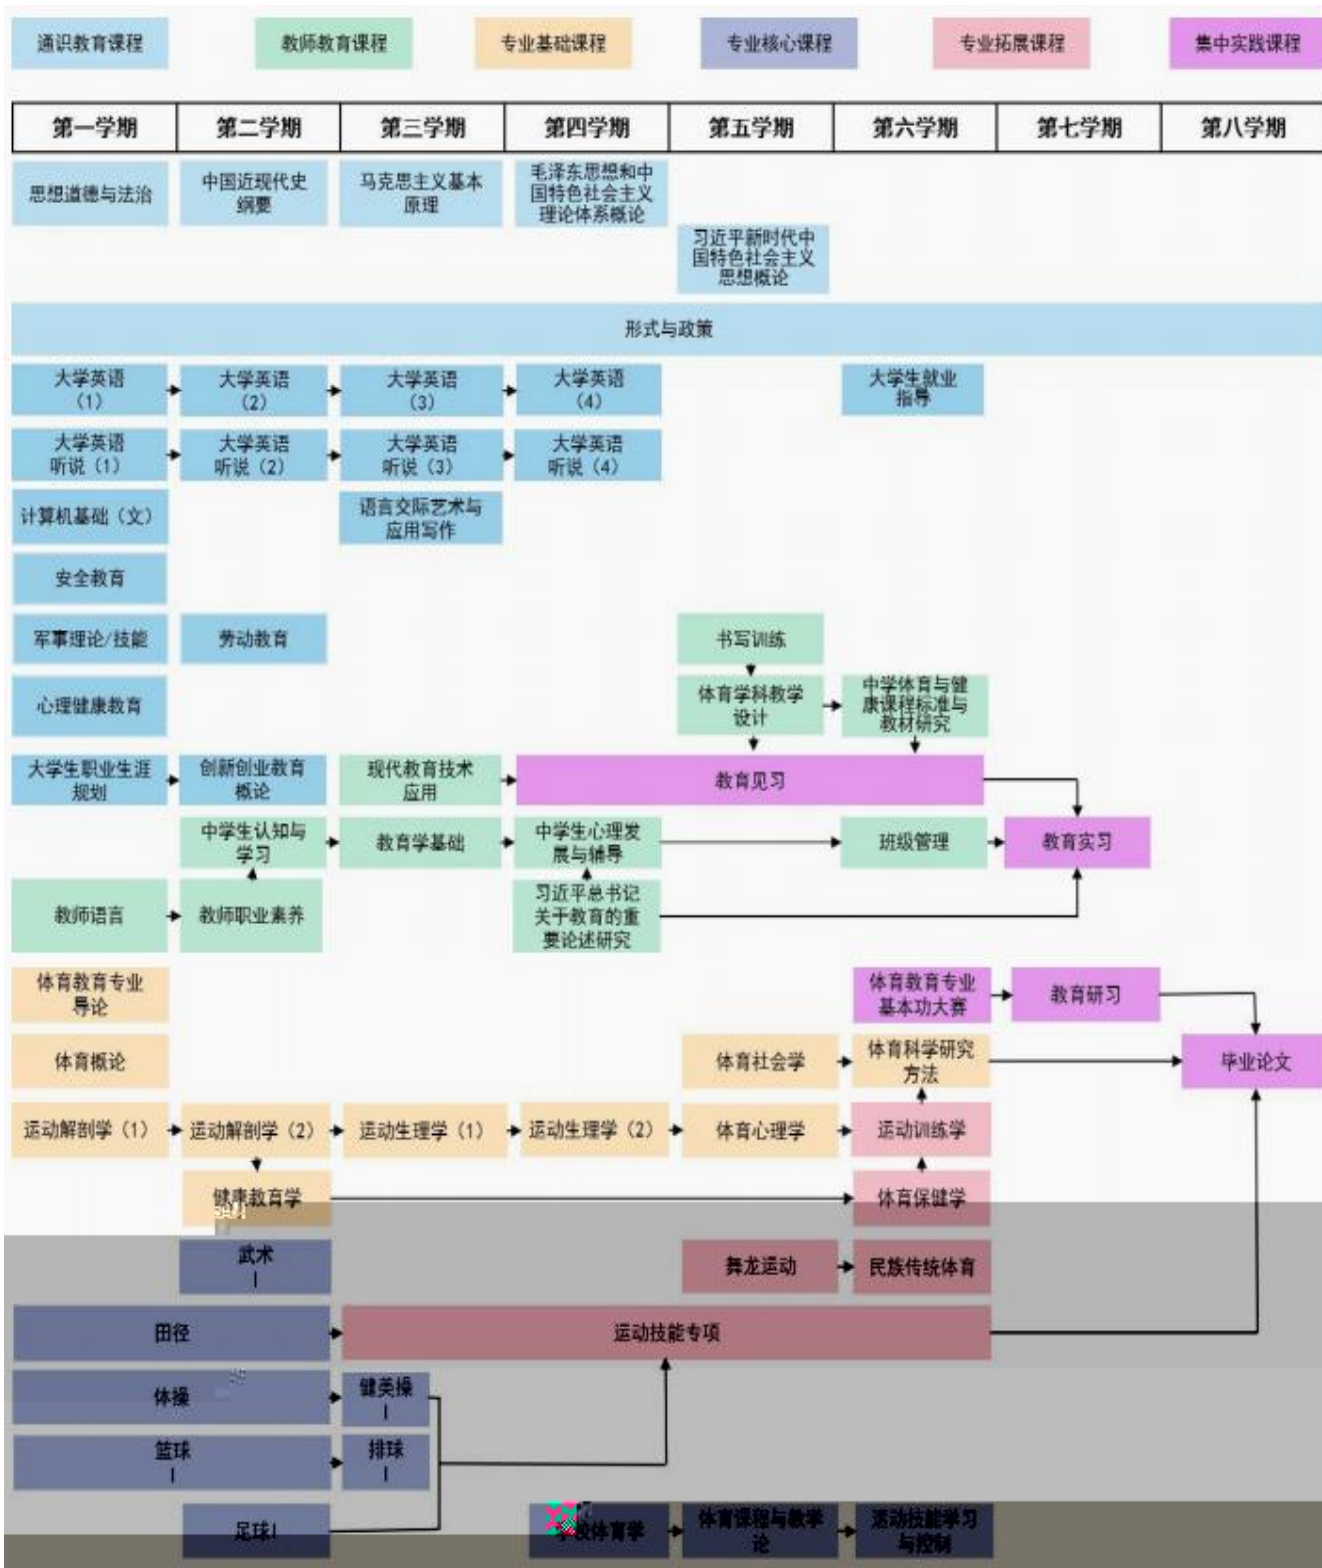 通识教育课程
教师教育课程
专业基础课程
专业核心课程
专业拓展课程
集中实践课程
第一学期
第二学期
第三学期
第四学期
第五学期
第六学期
第七学期
第八学期
思想道德与法治
中国近现代史
纲要
马克思主义基本
原理
毛泽东思想和中
国特色社会主义
理论体系概论
习近平新时代中
国特色社会主义
思想概论
形式与政策
大学英语
（1）
大学英语
（2）
大学英语
（3）
大学英语
（4）
大学生就业
指导
大学英语
听说（1）
大学英语
听说（2）
大学英语
听说（3）
大学英语
听说（4）
计算机基础（文）
语言交际艺术与
应用写作
安全教育
军事理论/技能
劳动教育
书写训练
心理健康教育
体育学科教学
设计
中学体育与健
康课程标准与
教材研究
大学生职业生涯
规划
创新创业教育
概论
现代教育技术
应用
教育见习
中学生认知与
学习
教育学基础
中学生心理发
展与辅导
班级管理
教育实习
教师语言
教师职业素养
习近平总书记
关于教育的重
要论述研究
体育教育专业
导论
体育教育专业
基本功大赛
教育研习
体育概论
体育社会学
体育科学研究
方法
毕业论文
运动解剖学（1）
运动解剖学（2）
运动生理学（1）
运动生理学（2）
体育心理学
运动训练学
健康教育学
体育保健学
武术
I
舞龙运动
民族传统体育
田径
运动技能专项
体操
健美操
I
篮球
I
排球
I
足球I
学校体育学
体育课程与教学
论
运动技能学习
与控制